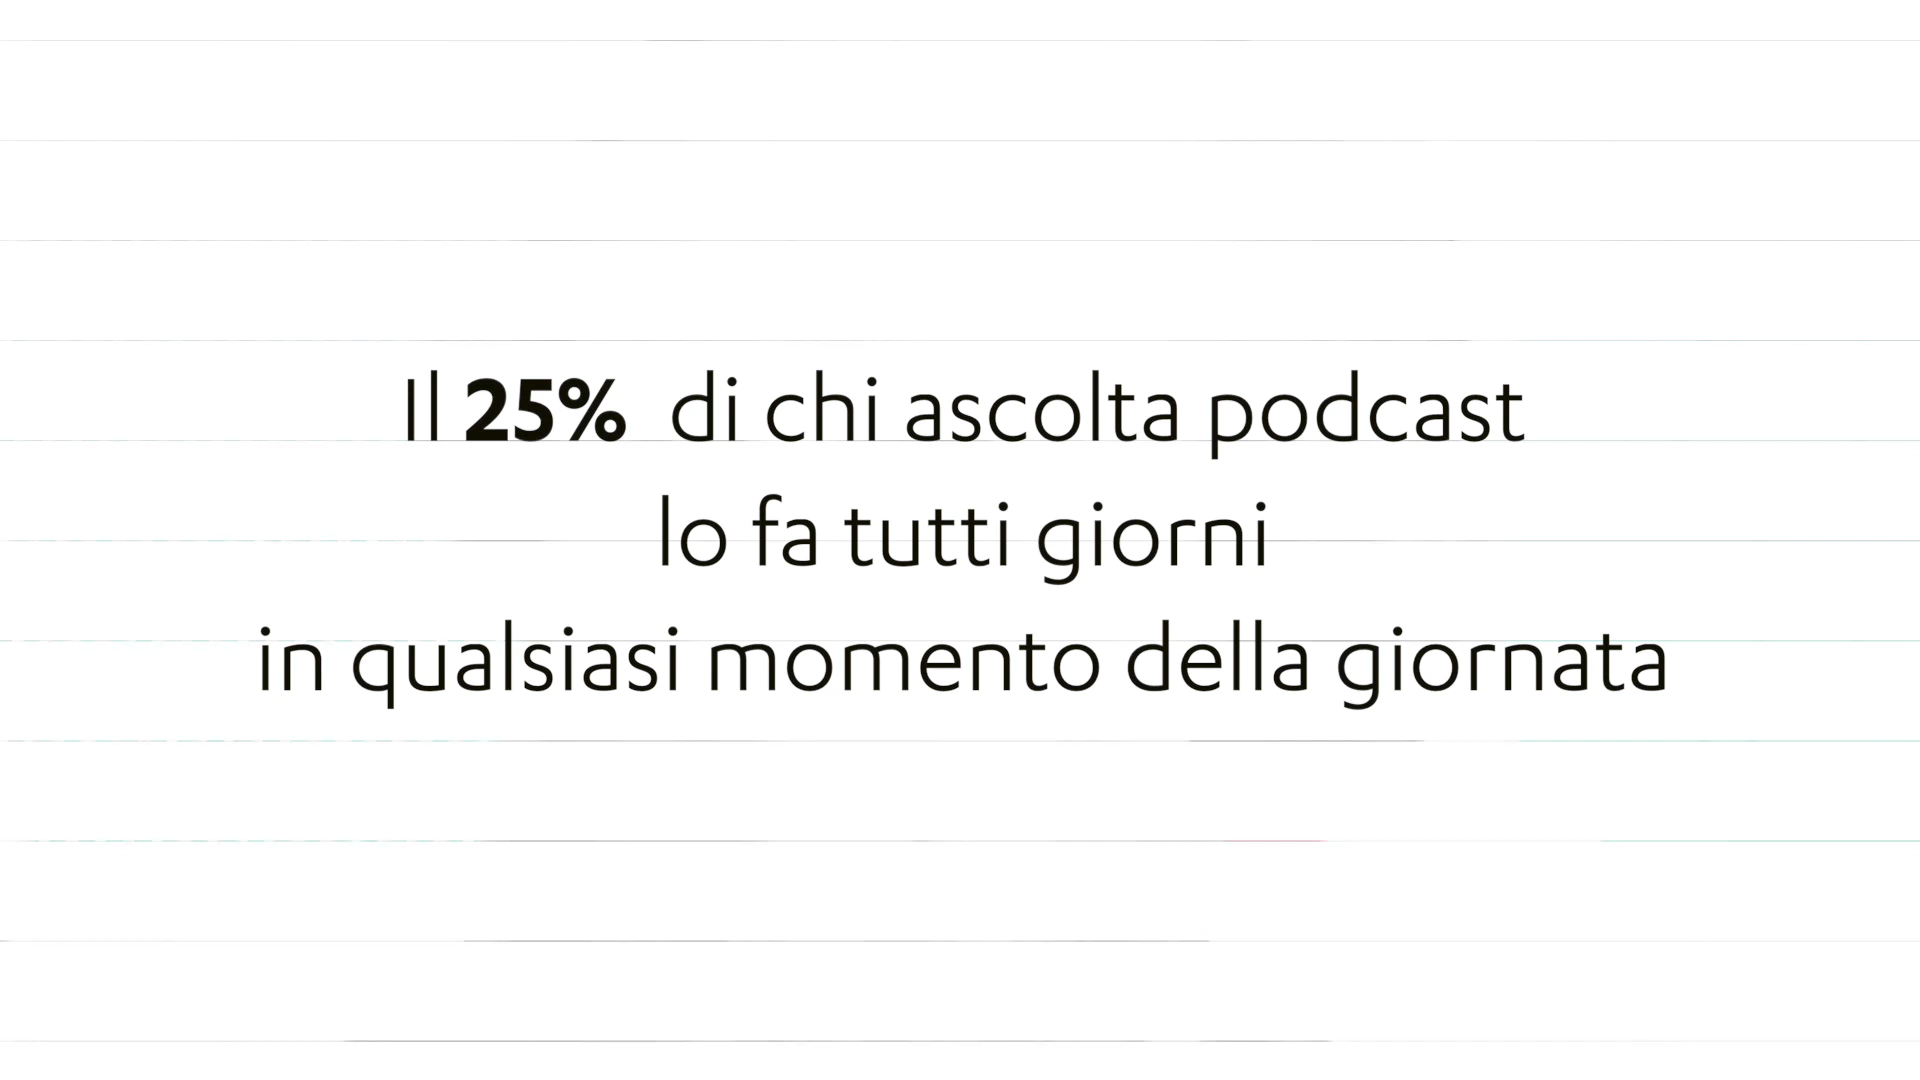 Il 25% di chi ascolta podcast
lo fa tutti giorni
in qualsiasi momento della giornata